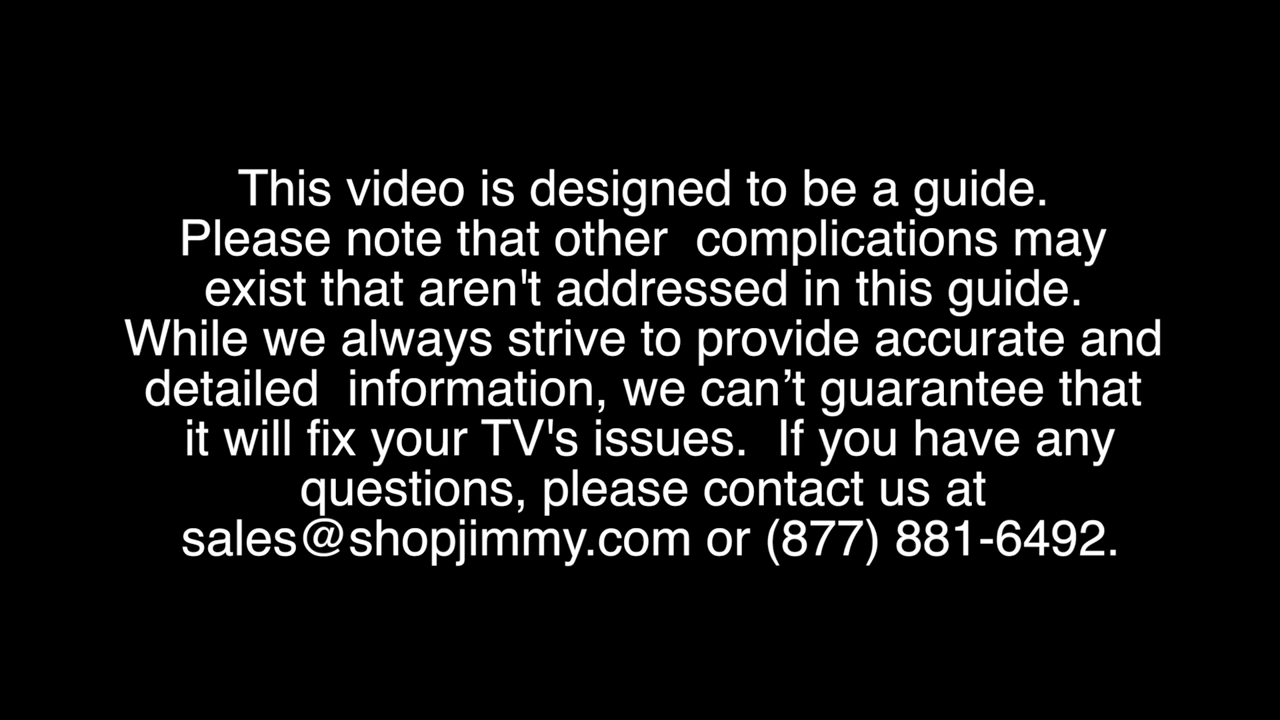 This video is designed to be a guide.
Please note that other  complications may
exist that aren't addressed in this guide.
While we always strive to provide accurate and
detailed  information, we can’t guarantee that
it will fix your TV's issues.  If you have any
questions, please contact us at
sales@shopjimmy.com or (877) 881-6492.